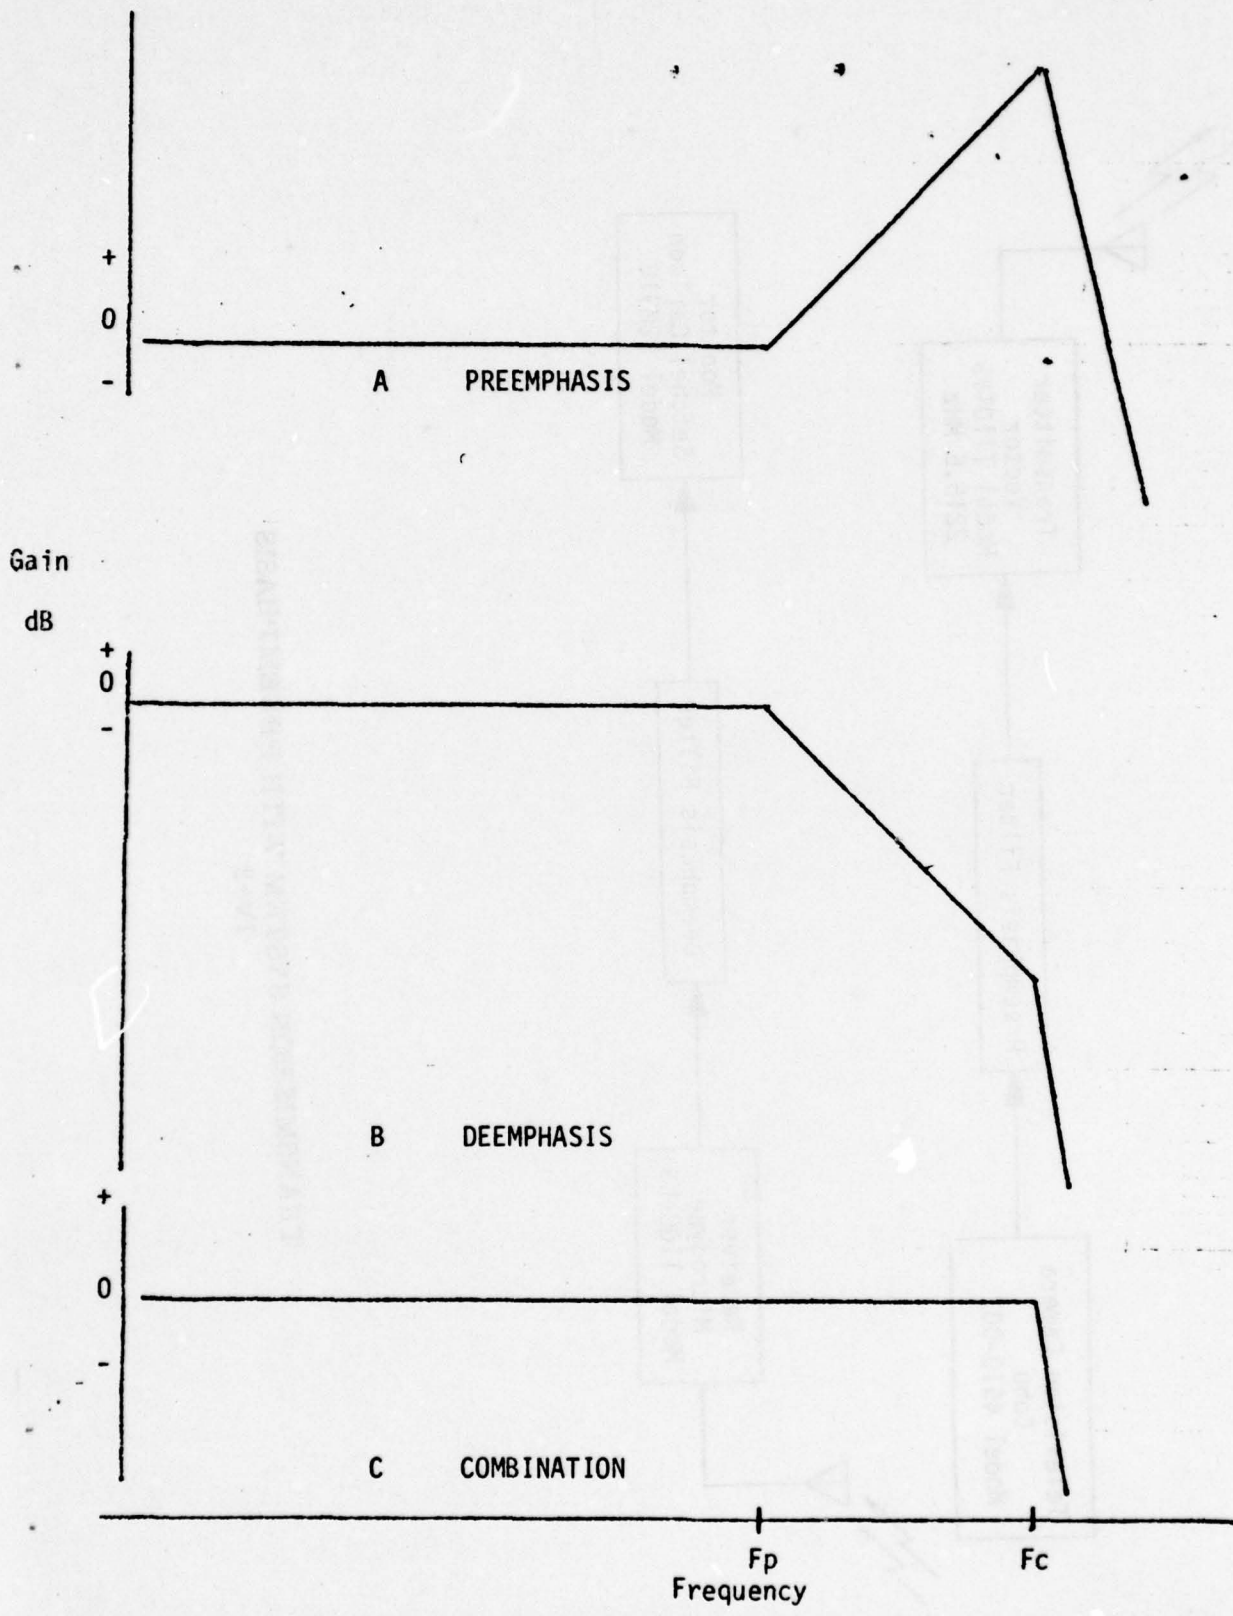 +
0
-
A PREEMPHASIS
Gain
dB
+
0
-
B DEEMPHASIS
+
0
-
C COMBINATION
Fp Fc
Frequency